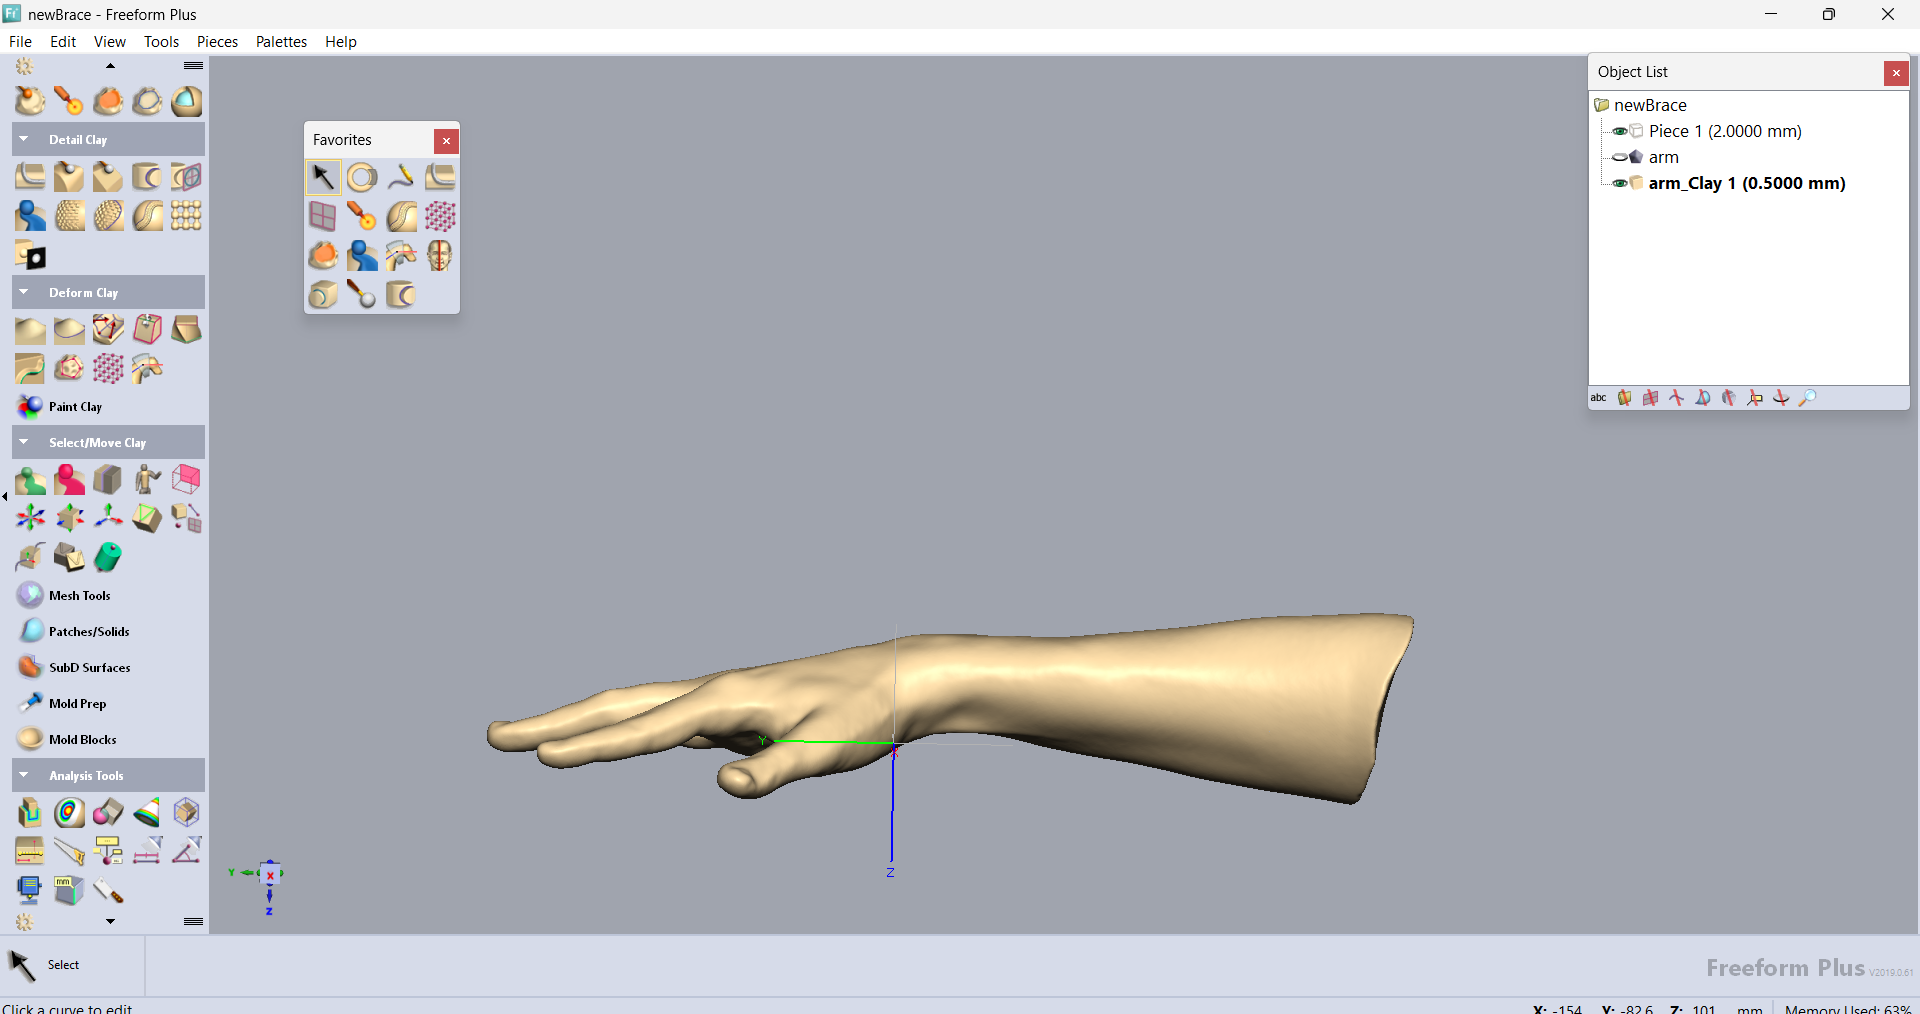 newBrace - Freeform Plus
File Edit View Tools Pieces Palettes Help
Detail Clay
Deform Clay
Paint Clay
Select/Move Clay
Mesh Tools
Patches/Solids
SubD Surfaces
Mold Prep
Mold Blocks
Analysis Tools
mm
Favorites
Object List
newBrace
Piece 1 (2.0000 mm)
arm
arm_Clay 1 (0.5000 mm)
abc
Y
X
Z
Y
X
Z
Select
Freeform Plus V2019.0.61
Click a curve to edit
X: -154 Y: -82.6 Z: 101 mm Memory Used: 63%